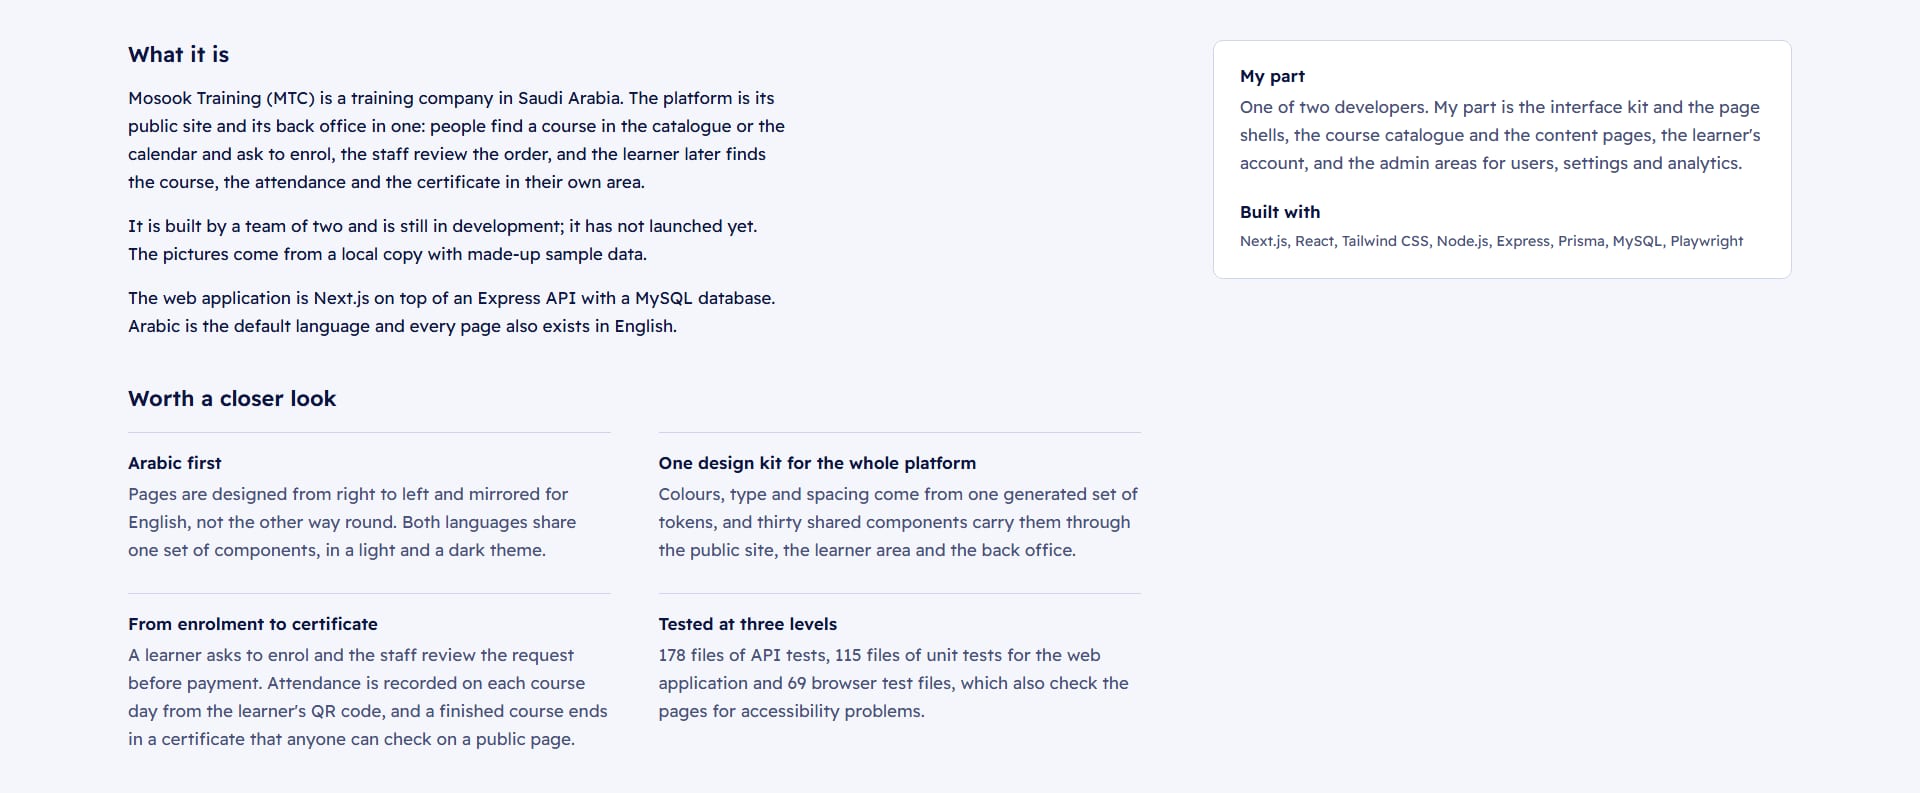 What it is
Mosook Training (MTC) is a training company in Saudi Arabia. The platform is its
public site and its back office in one: people find a course in the catalogue or the
calendar and ask to enrol, the staff review the order, and the learner later finds
the course, the attendance and the certificate in their own area.
It is built by a team of two and is still in development; it has not launched yet.
The pictures come from a local copy with made-up sample data.
The web application is Next.js on top of an Express API with a MySQL database.
Arabic is the default language and every page also exists in English.
Worth a closer look
Arabic first
Pages are designed from right to left and mirrored for
English, not the other way round. Both languages share
one set of components, in a light and a dark theme.
One design kit for the whole platform
Colours, type and spacing come from one generated set of
tokens, and thirty shared components carry them through
the public site, the learner area and the back office.
From enrolment to certificate
A learner asks to enrol and the staff review the request
before payment. Attendance is recorded on each course
day from the learner's QR code, and a finished course ends
in a certificate that anyone can check on a public page.
Tested at three levels
178 files of API tests, 115 files of unit tests for the web
application and 69 browser test files, which also check the
pages for accessibility problems.
My part
One of two developers. My part is the interface kit and the page
shells, the course catalogue and the content pages, the learner's
account, and the admin areas for users, settings and analytics.
Built with
Next.js, React, Tailwind CSS, Node.js, Express, Prisma, MySQL, Playwright